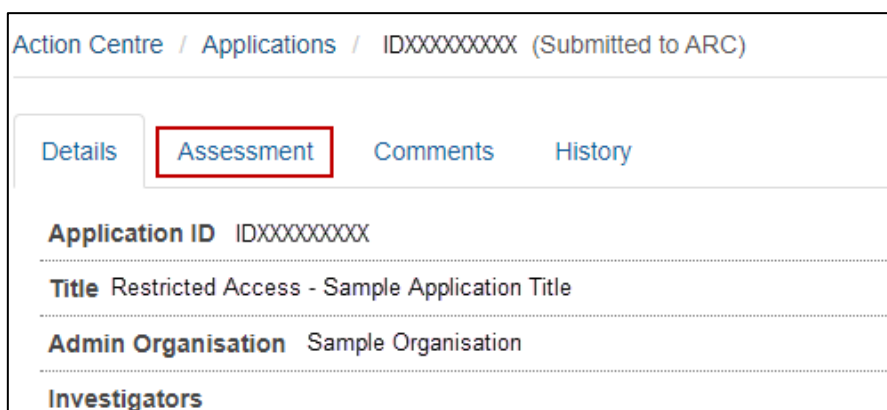 Action Centre / Applications / IDXXXXXXXXX (Submitted to ARC)
Details Assessment Comments History
Application ID IDXXXXXXXXX
Title Restricted Access - Sample Application Title
Admin Organisation Sample Organisation
Investigators